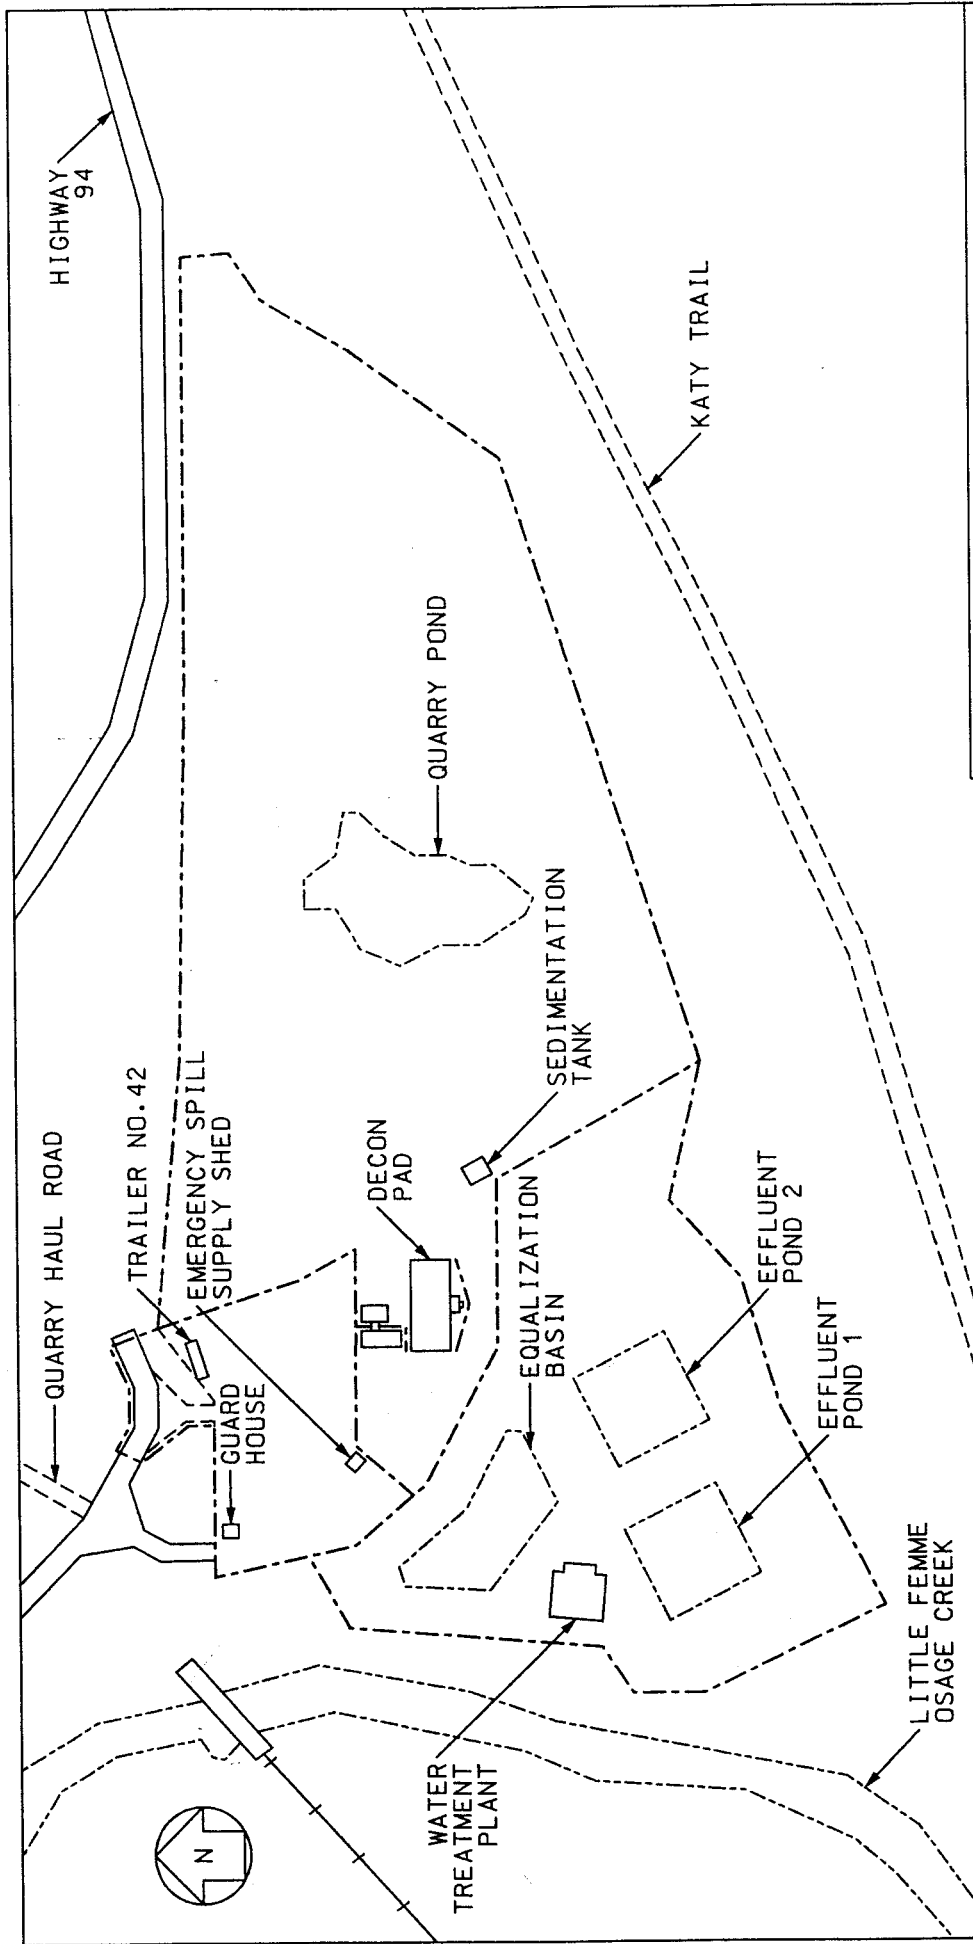 HIGHWAY
94
QUARRY HAUL ROAD
TRAILER NO.42
EMERGENCY SPILL
SUPPLY SHED
GUARD
HOUSE
DECON
PAD
QUARRY POND
KATY TRAIL
SEDIMENTATION
TANK
EQUALIZATION
BASIN
EFFLUENT
POND 2
EFFLUENT
POND 1
WATER
TREATMENT
PLANT
LITTLE FEMME
OSAGE CREEK
N